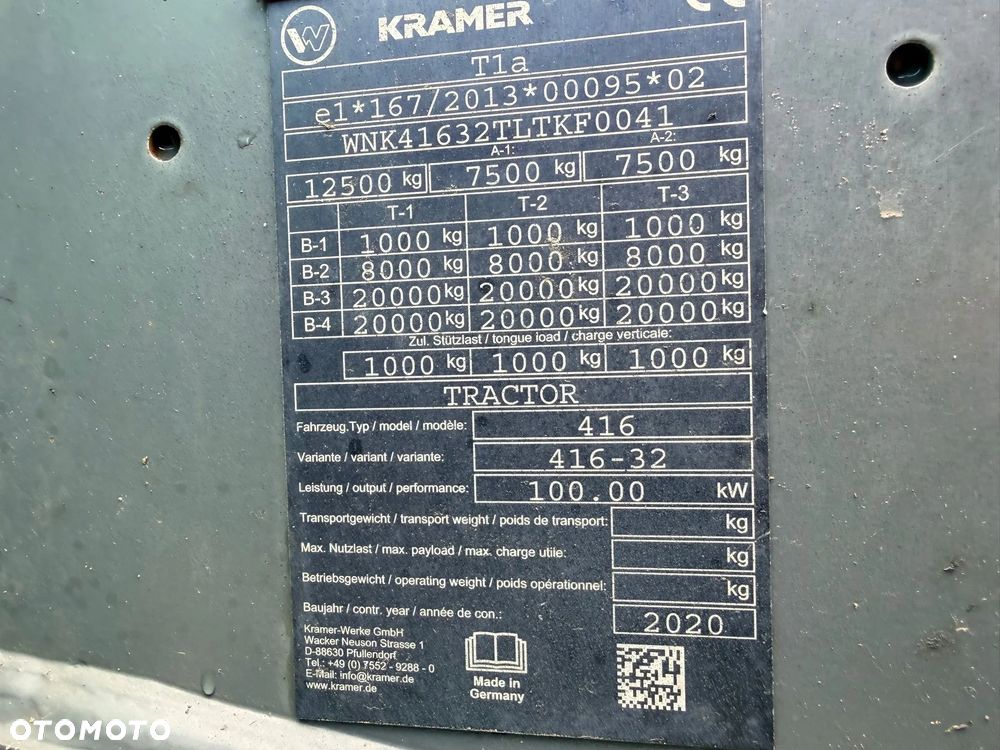 W KRAMER CE
T1a
e1*167/2013*00095*02
WNK41632TLTKF0041
A-1: A-2:
12500 kg 7500 kg 7500 kg
T-1 T-2 T-3
B-1 1000 kg 1000 kg 1000 kg
B-2 8000 kg 8000 kg 8000 kg
B-3 20000 kg 20000 kg 20000 kg
B-4 20000 kg 20000 kg 20000 kg
Zul. Stützlast / tongue load / charge verticale:
1000 kg 1000 kg 1000 kg
TRACTOR
Fahrzeug.Typ / model / modèle: 416
Variante / variant / variante: 416-32
Leistung / output / performance: 100.00 kW
Transportgewicht / transport weight / poids de transport: kg
Max. Nutzlast / max. payload / max. charge utile: kg
Betriebsgewicht / operating weight / poids opérationnel: kg
Baujahr / contr. year / année de con.: 2020
Kramer-Werke GmbH
Wacker Neuson Strasse 1
D-88630 Pfullendorf
Tel.: +49 (0) 7552 - 9288 - 0
E-Mail: info@kramer.de
www.kramer.de
Made in
Germany
OTOMOTO